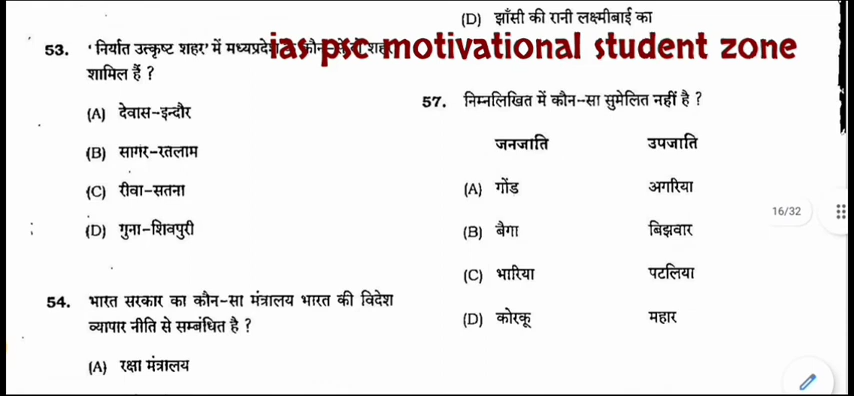 53. 'निर्यात उत्कृष्ट शहर' में मध्यप्रदेश
शामिल हैं ?
(A) देवास-इन्दौर
(B) सागर-रतलाम
(C) रीवा-सतना
(D) गुना-शिवपुरी
54. भारत सरकार का कौन-सा मंत्रालय भारत की विदेश
व्यापार नीति से सम्बंधित है ?
(A) रक्षा मंत्रालय
(D) झाँसी की रानी लक्ष्मीबाई का
ias psc motivational student zone
57. निम्नलिखित में कौन-सा सुमेलित नहीं है ?
जनजाति उपजाति
(A) गोंड अगरिया
(B) बैगा बिझवार
(C) भारिया पटलिया
(D) कोरकू महार
16/32